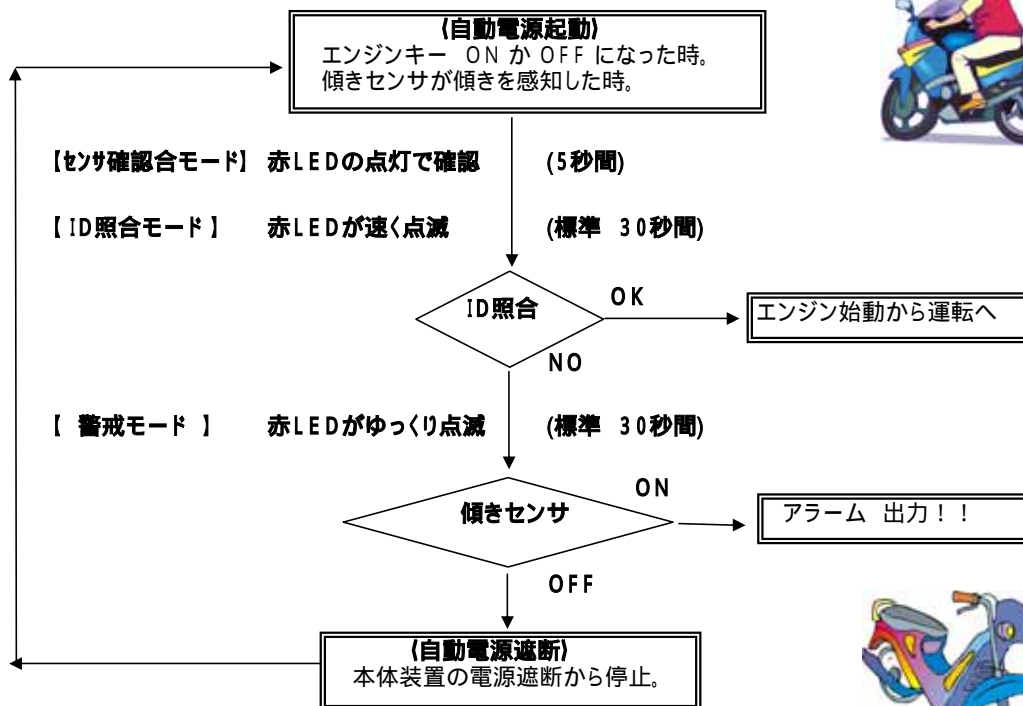 (自動電源起動)
エンジンキー ON か OFF になった時。
傾きセンサが傾きを感知した時。
【センサ確認合モード】 赤LEDの点灯で確認 (5秒間)
【 ID照合モード 】 赤LEDが速く点滅 (標準 30秒間)
ID照合
OK
エンジン始動から運転へ
NO
【 警戒モード 】 赤LEDがゆっくり点滅 (標準 30秒間)
傾きセンサ
ON
アラーム 出力！！
OFF
(自動電源遮断)
本体装置の電源遮断から停止。